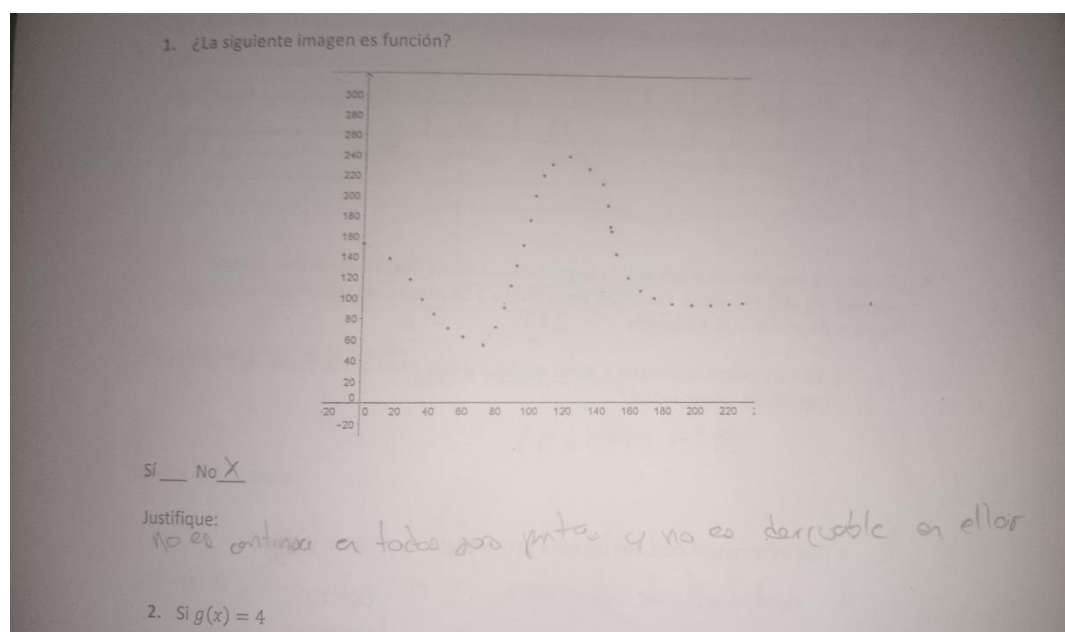 1. ¿La siguiente imagen es función?
300
280
260
240
220
200
180
160
140
120
100
80
60
40
20
0
-20 0 20 40 60 80 100 120 140 160 180 200 220
-20
Sí___ No X
Justifique:
no es continua en todos sus puntos y no es derivable en ellos
2. Si g(x) = 4